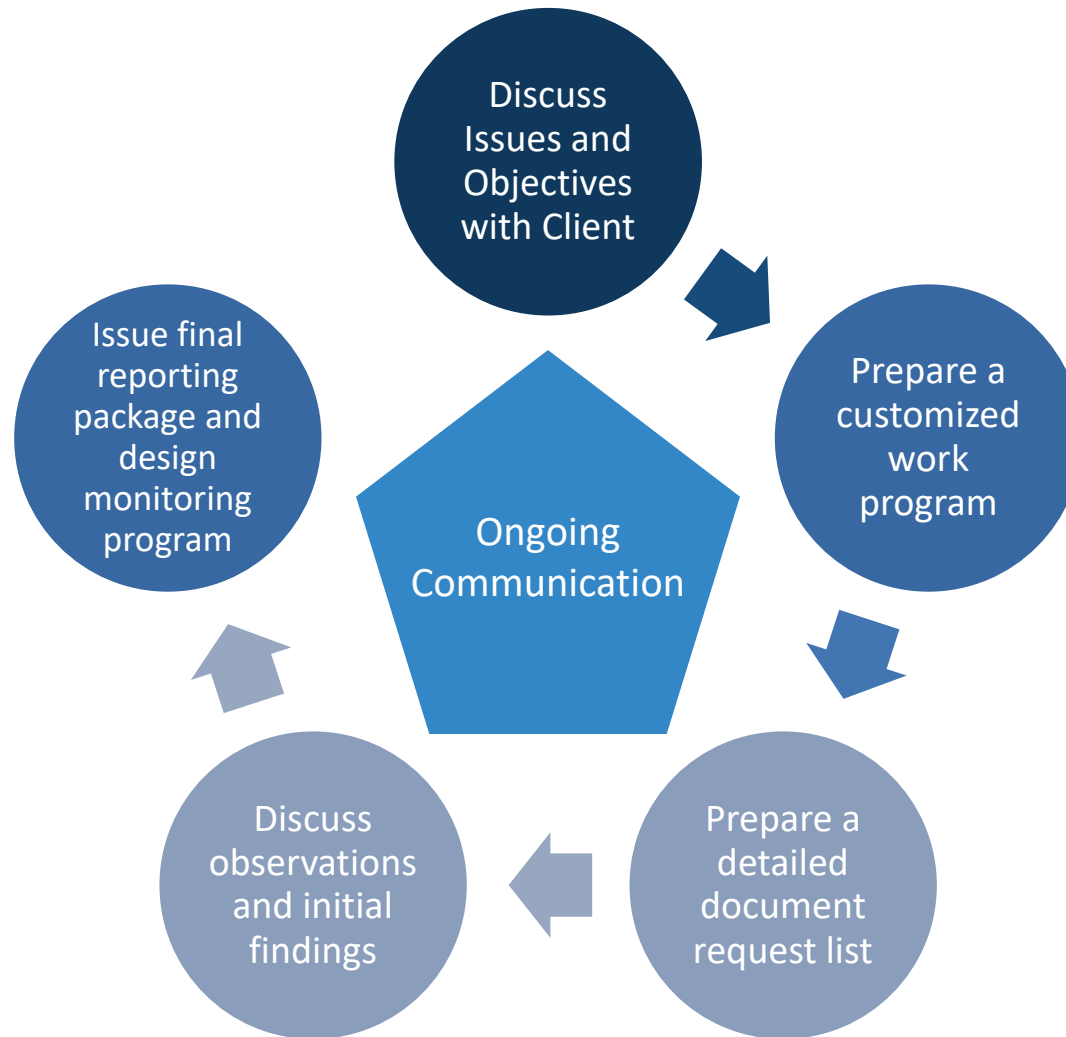 Discuss
Issues and
Objectives
with Client
Prepare a
customized
work
program
Prepare a
detailed
document
request list
Discuss
observations
and initial
findings
Issue final
reporting
package and
design
monitoring
program
Ongoing
Communication